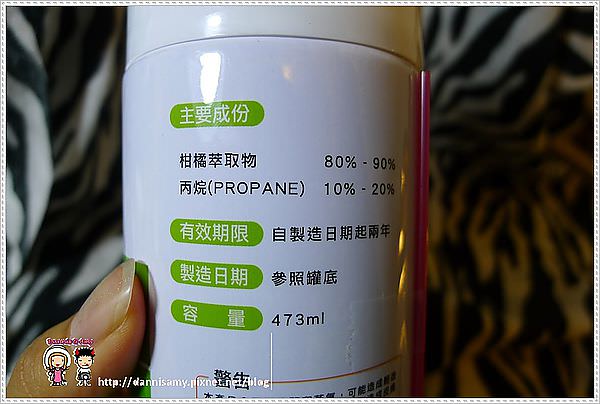 主要成份
柑橘萃取物 80% - 90%
丙烷(PROPANE) 10% - 20%
有效期限 自製造日期起兩年
製造日期 參照罐底
容 量 473ml
警告
http://dannisamy.pixnet.net/blog